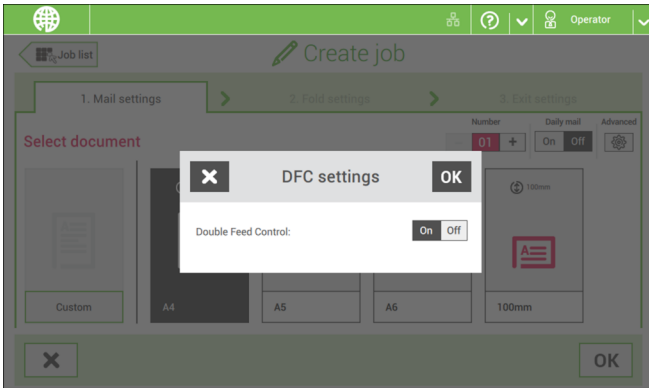 Operator
Job list
Create job
1. Mail settings
2. Fold settings
3. Exit settings
Select document
Number
Daily mail
Advanced
01 +
On Off
DFC settings
OK
Double Feed Control:
On Off
100mm
Custom
A4
A5
A6
100mm
OK